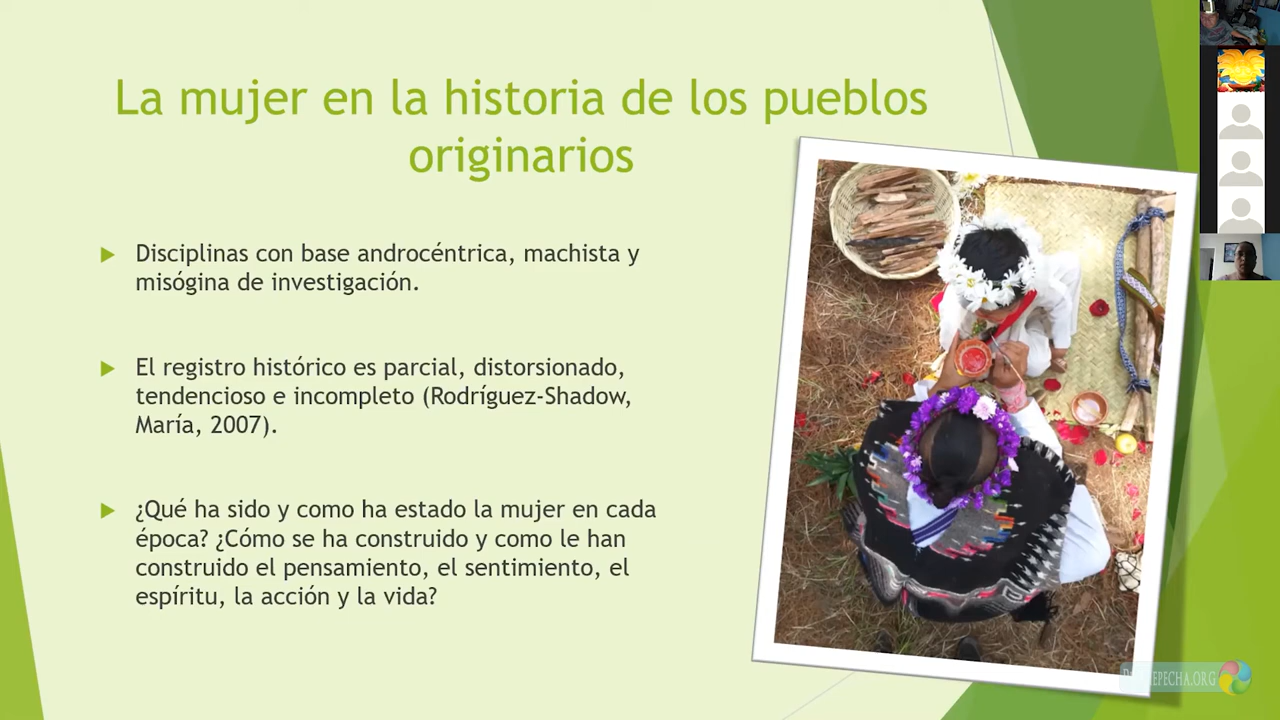 La mujer en la historia de los pueblos
originarios
Disciplinas con base androcéntrica, machista y
misógina de investigación.
El registro histórico es parcial, distorsionado,
tendencioso e incompleto (Rodríguez-Shadow,
María, 2007).
¿Qué ha sido y como ha estado la mujer en cada
época? ¿Cómo se ha construido y como le han
construido el pensamiento, el sentimiento, el
espíritu, la acción y la vida?